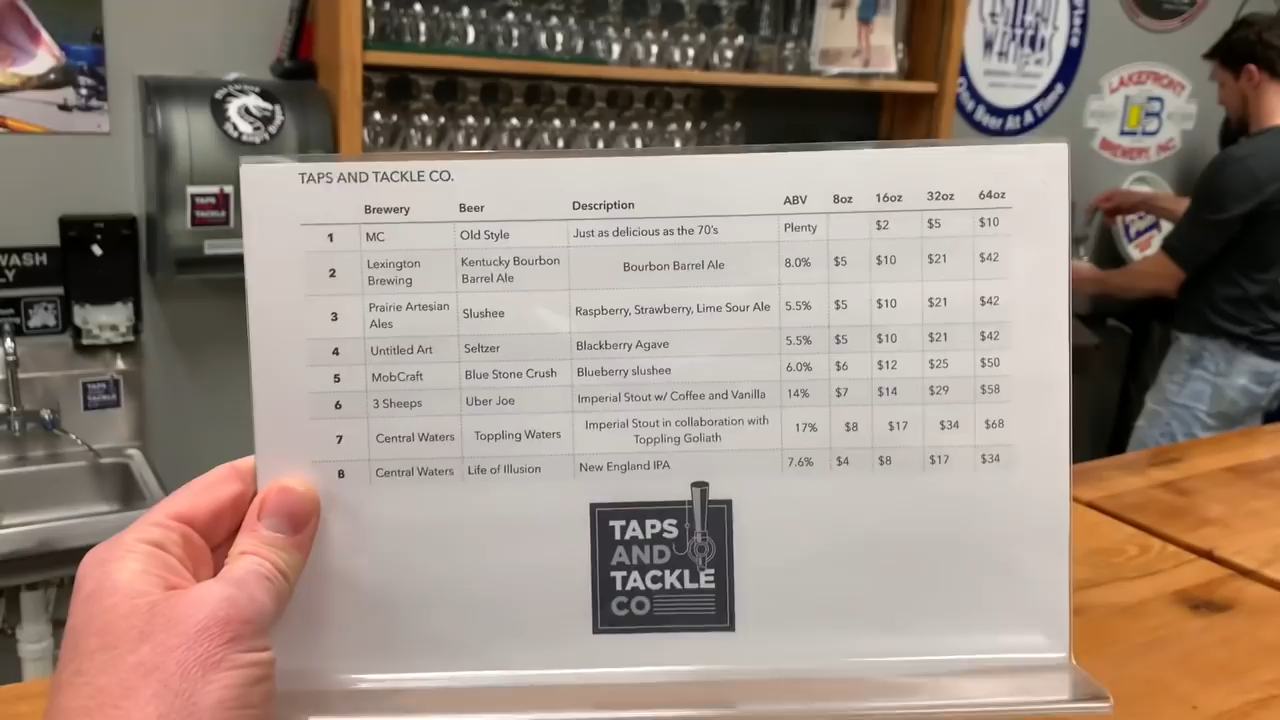 TAPS AND TACKLE CO.
Brewery Beer Description ABV 8oz 16oz 32oz 64oz
1 MC Old Style Just as delicious as the 70's Plenty $2 $5 $10
2 Lexington Brewing Kentucky Bourbon Barrel Ale Bourbon Barrel Ale 8.0% $5 $10 $21 $42
3 Prairie Artesian Ales Slushee Raspberry, Strawberry, Lime Sour Ale 5.5% $5 $10 $21 $42
4 Untitled Art Seltzer Blackberry Agave 5.5% $5 $10 $21 $42
5 MobCraft Blue Stone Crush Blueberry slushee 6.0% $6 $12 $25 $50
6 3 Sheeps Uber Joe Imperial Stout w/ Coffee and Vanilla 14% $7 $14 $29 $58
7 Central Waters Toppling Waters Imperial Stout in collaboration with Toppling Goliath 17% $8 $17 $34 $68
8 Central Waters Life of Illusion New England IPA 7.6% $4 $8 $17 $34
TAPS
AND
TACKLE
CO
LAKEFRONT
LB
BREWERY, INC.
One Beer At A Time
WASH
TAPS
TACKLE